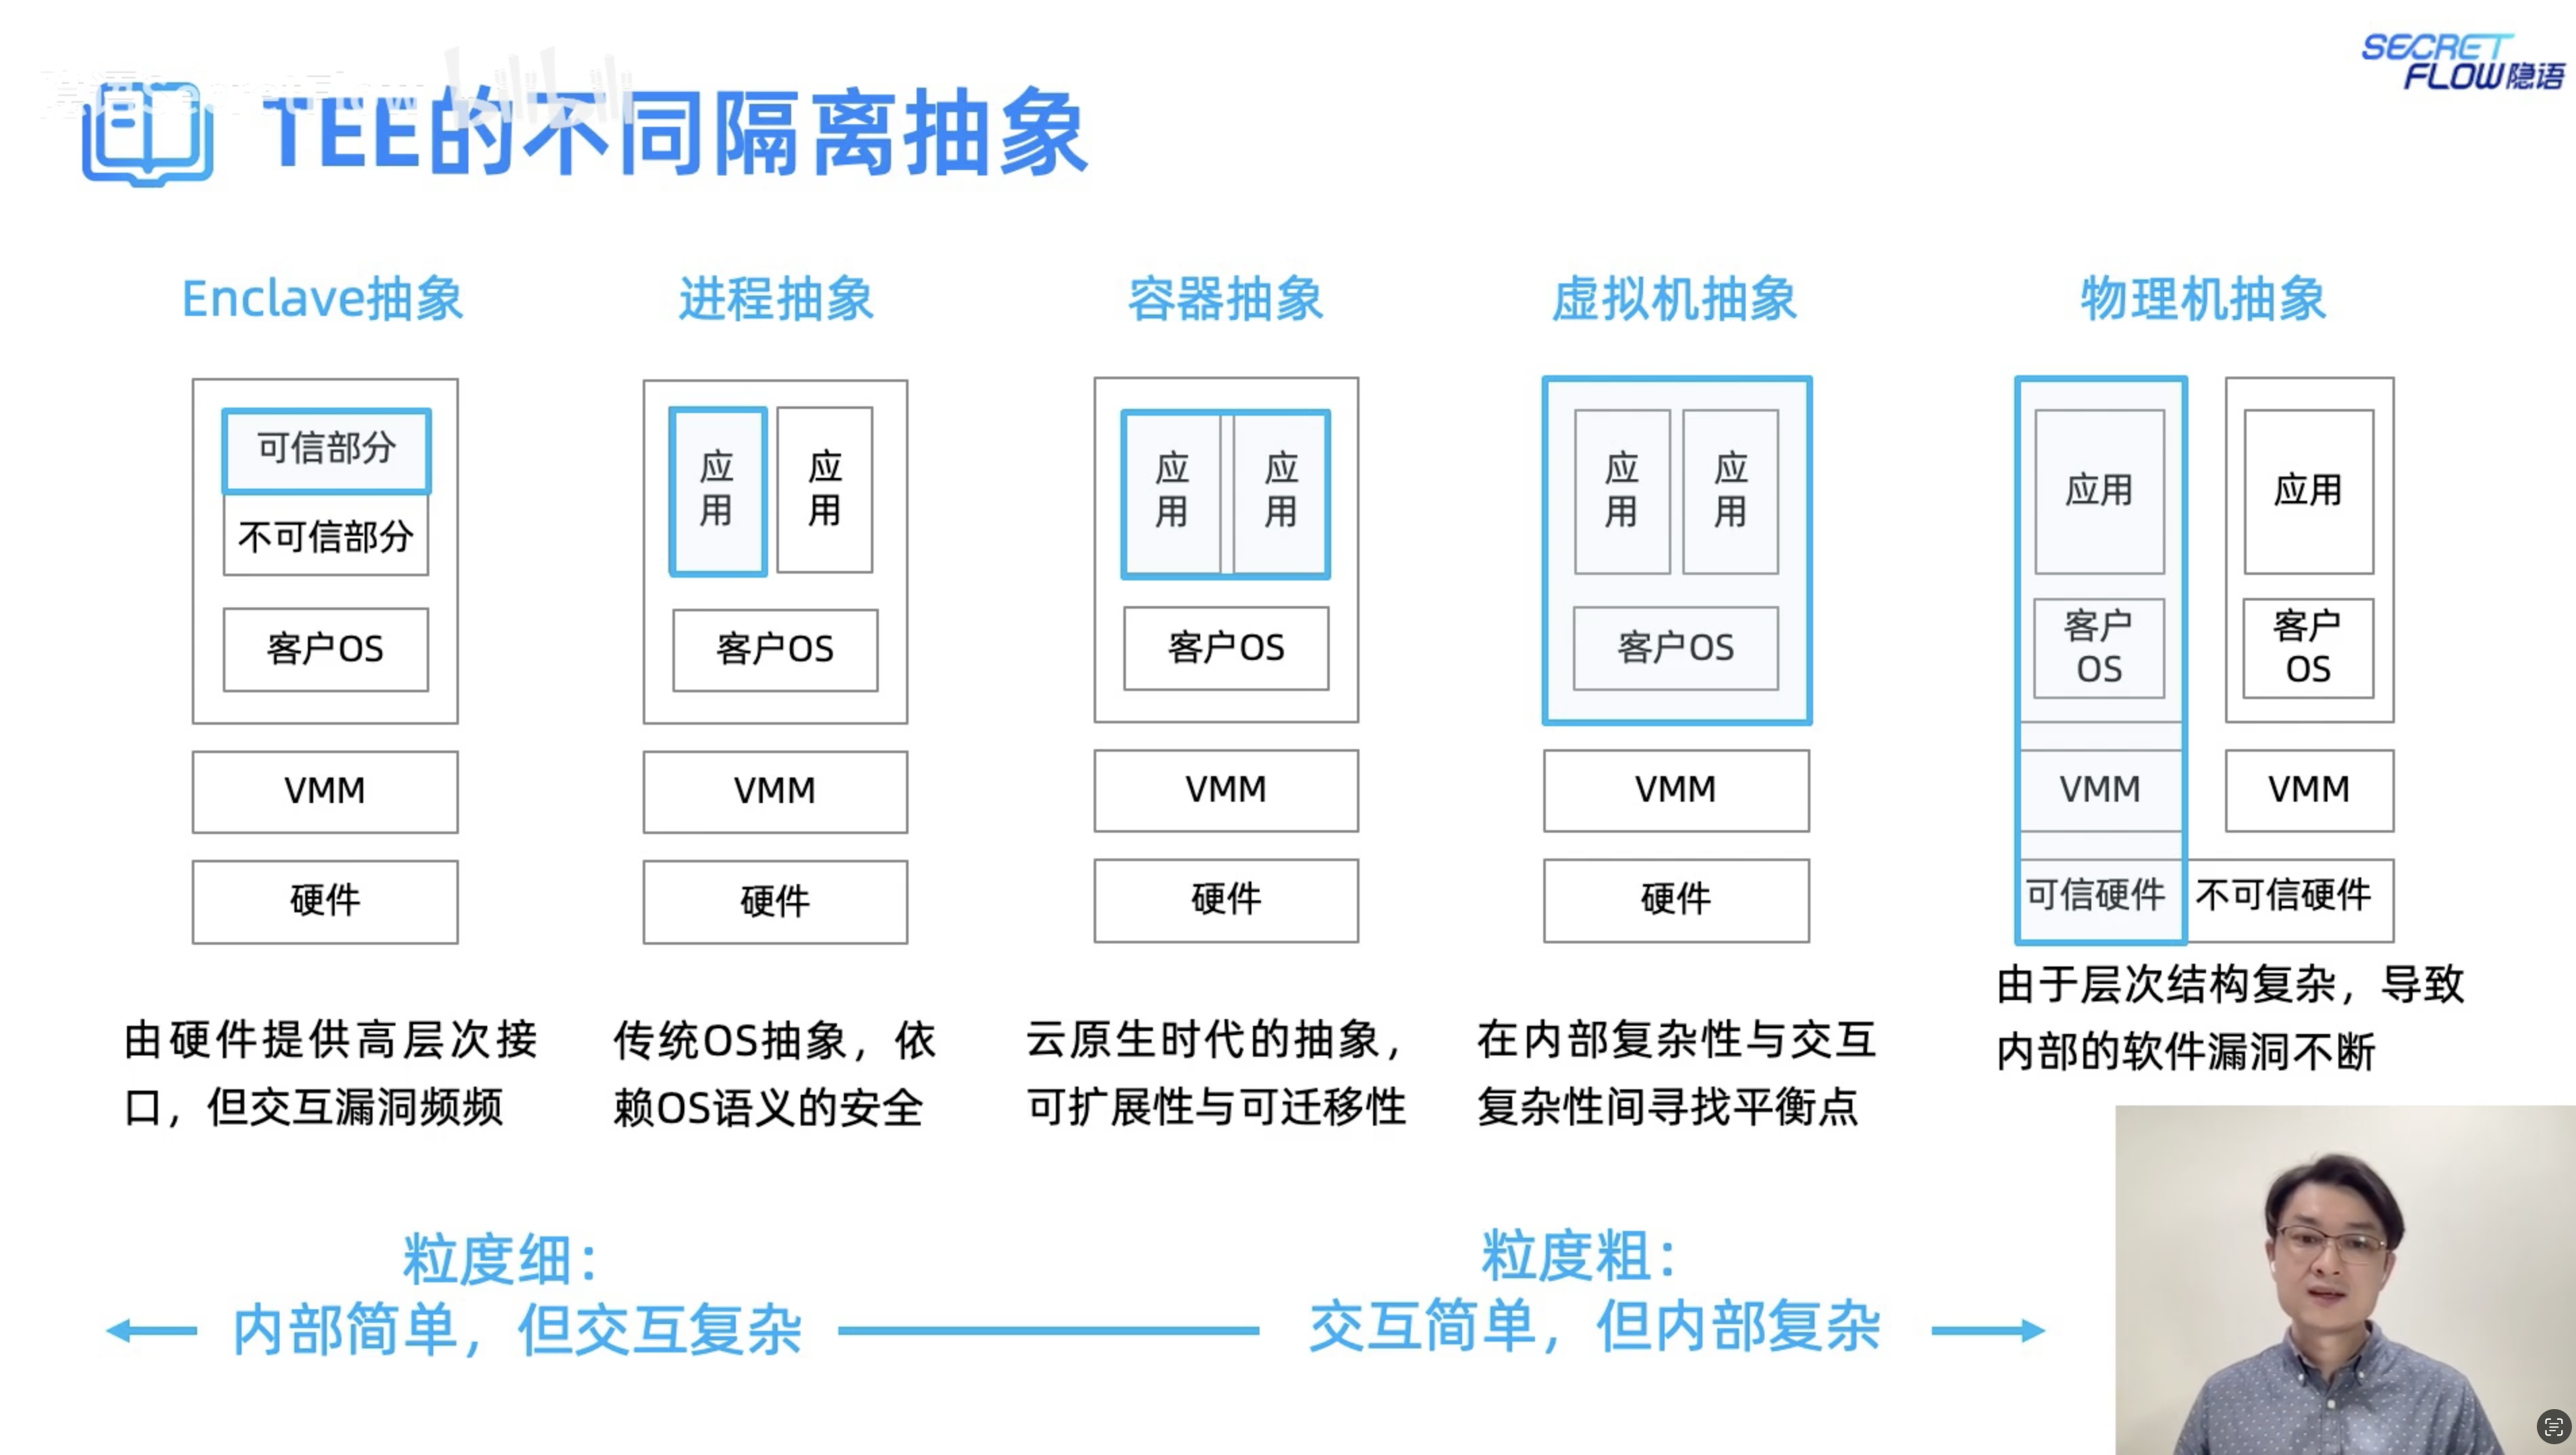 SECRET
FLOW隐语
TEE的不同隔离抽象
Enclave抽象
可信部分
不可信部分
客户OS
VMM
硬件
由硬件提供高层次接
口，但交互漏洞频频
进程抽象
应用
应用
客户OS
VMM
硬件
传统OS抽象，依
赖OS语义的安全
容器抽象
应用
应用
客户OS
VMM
硬件
云原生时代的抽象，
可扩展性与可迁移性
虚拟机抽象
应用
应用
客户OS
VMM
硬件
在内部复杂性与交互
复杂性间寻找平衡点
物理机抽象
应用
客户
OS
VMM
可信硬件
应用
客户
OS
VMM
不可信硬件
由于层次结构复杂，导致
内部的软件漏洞不断
粒度细：
内部简单，但交互复杂
粒度粗：
交互简单，但内部复杂